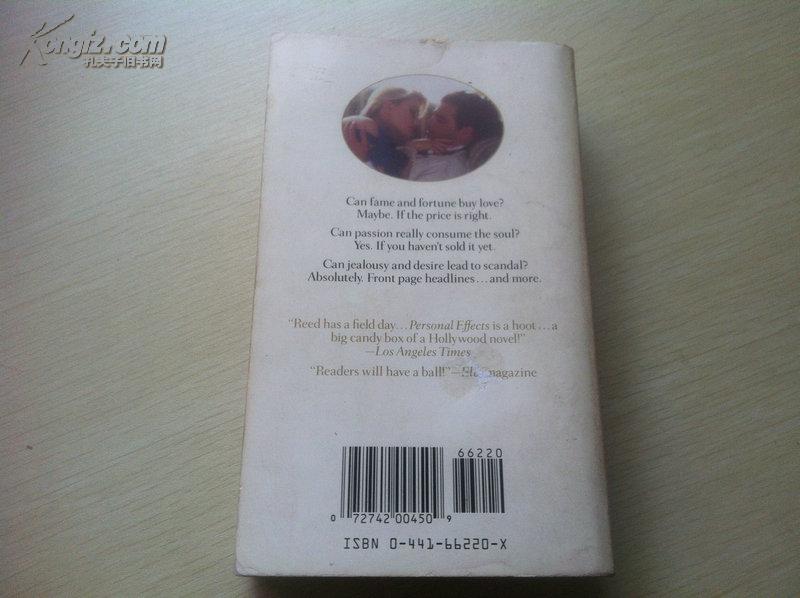 Kongfz.com
孔夫子旧书网
Can fame and fortune buy love?
Maybe. If the price is right.
Can passion really consume the soul?
Yes. If you haven't sold it yet.
Can jealousy and desire lead to scandal?
Absolutely. Front page headlines...and more.
“Reed has a field day...Personal Effects is a hoot...a
big candy box of a Hollywood novel!”
—Los Angeles Times
“Readers will have a ball!”— magazine
66220
0 72742 00450 9
ISBN 0-441-66220-X